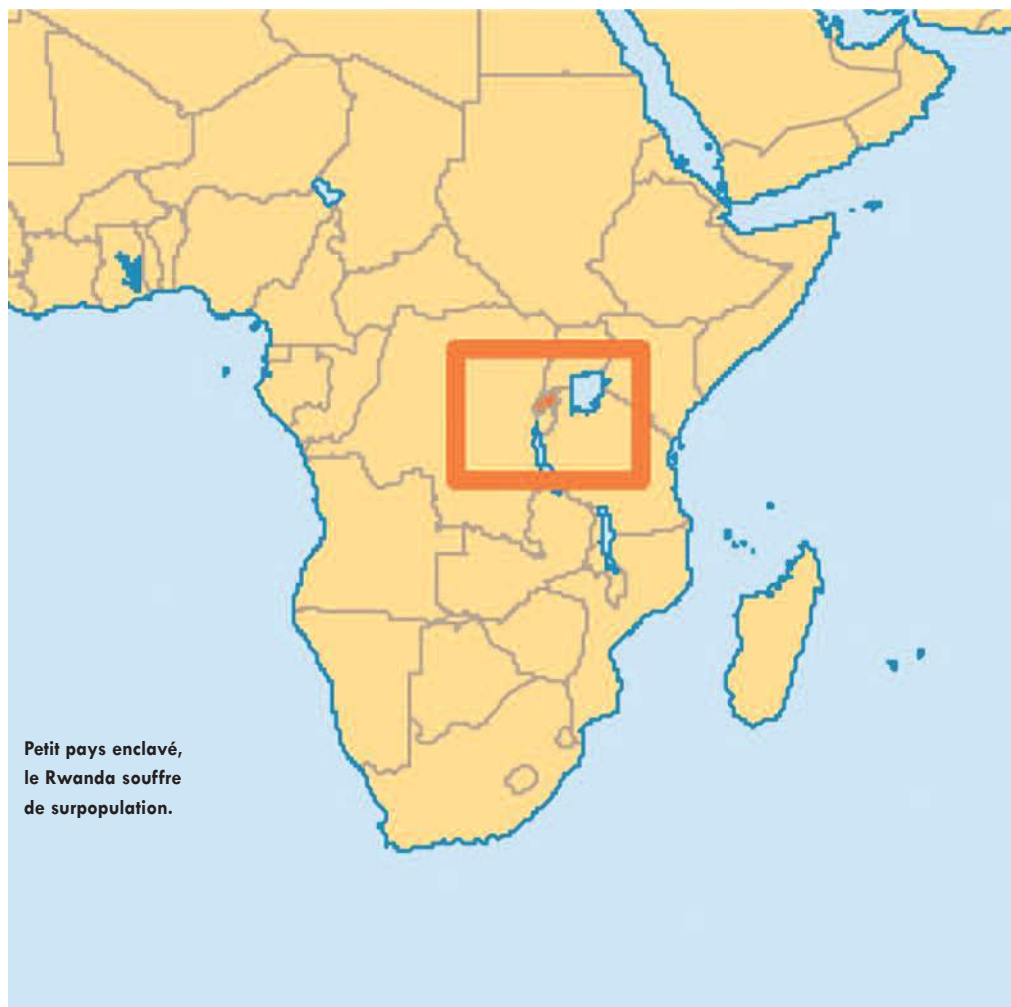 Petit pays enclavé,
le Rwanda souffre
de surpopulation.